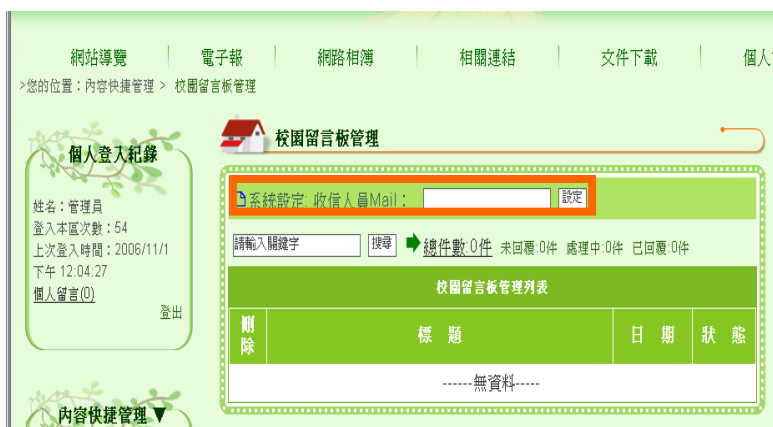 網站導覽 電子報 網路相簿 相關連結 文件下載 個人
>您的位置：內容快捷管理 > 校園留言板管理
個人登入紀錄
姓名：管理員
登入本區次數：54
上次登入時間：2006/11/1
下午 12:04:27
個人留言(0)
登出
內容快捷管理▼
校園留言板管理
系統設定: 收信人員Mail： 設定
請輸入關鍵字 搜尋 總件數:0件 未回覆:0件 處理中:0件 已回覆:0件
校園留言板管理列表
刪除 標 題 日 期 狀 態
------無資料-----